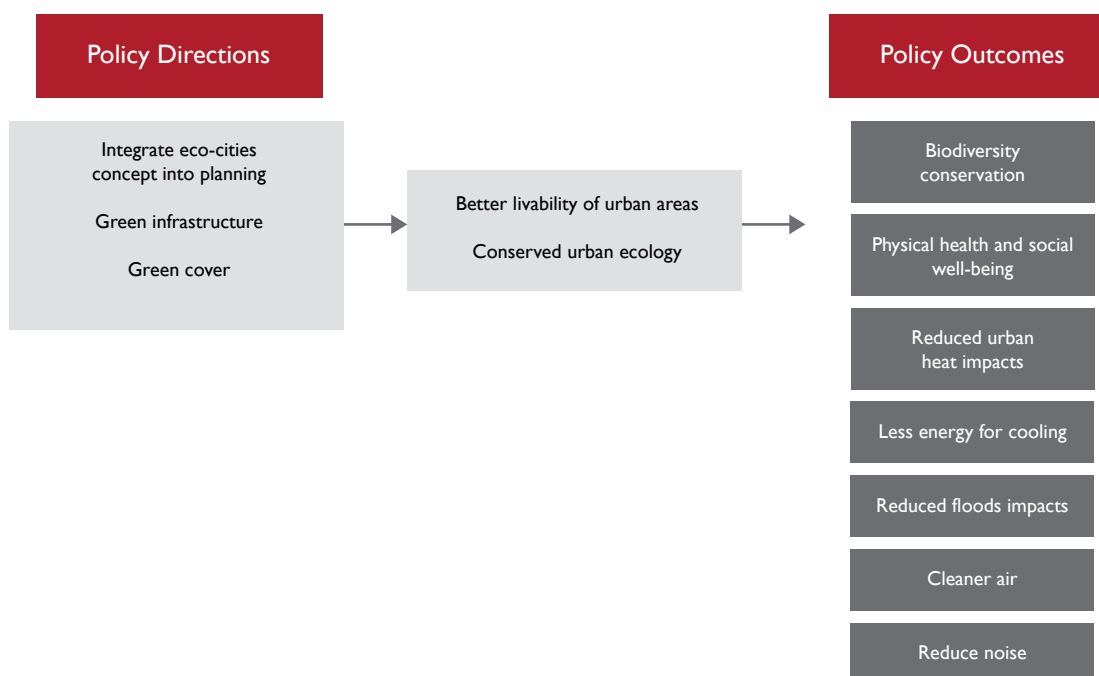 Policy Directions
Policy Outcomes
Integrate eco-cities
concept into planning
Green infrastructure
Green cover
Better livability of urban areas
Conserved urban ecology
Biodiversity
conservation
Physical health and social
well-being
Reduced urban
heat impacts
Less energy for cooling
Reduced floods impacts
Cleaner air
Reduce noise